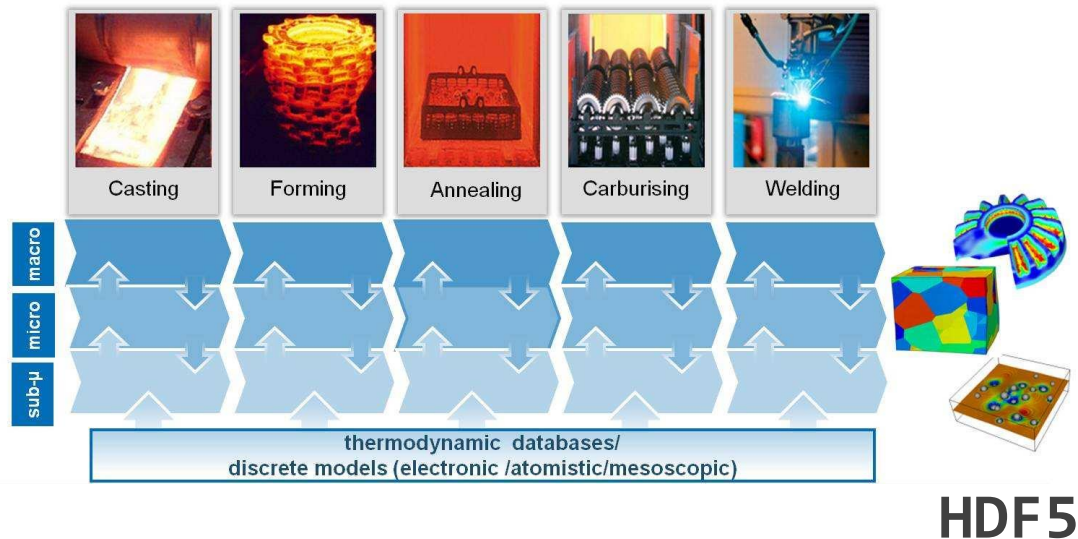 Casting
Forming
Annealing
Carburising
Welding
macro
micro
sub-µ
thermodynamic databases/
discrete models (electronic /atomistic/mesoscopic)
HDF5